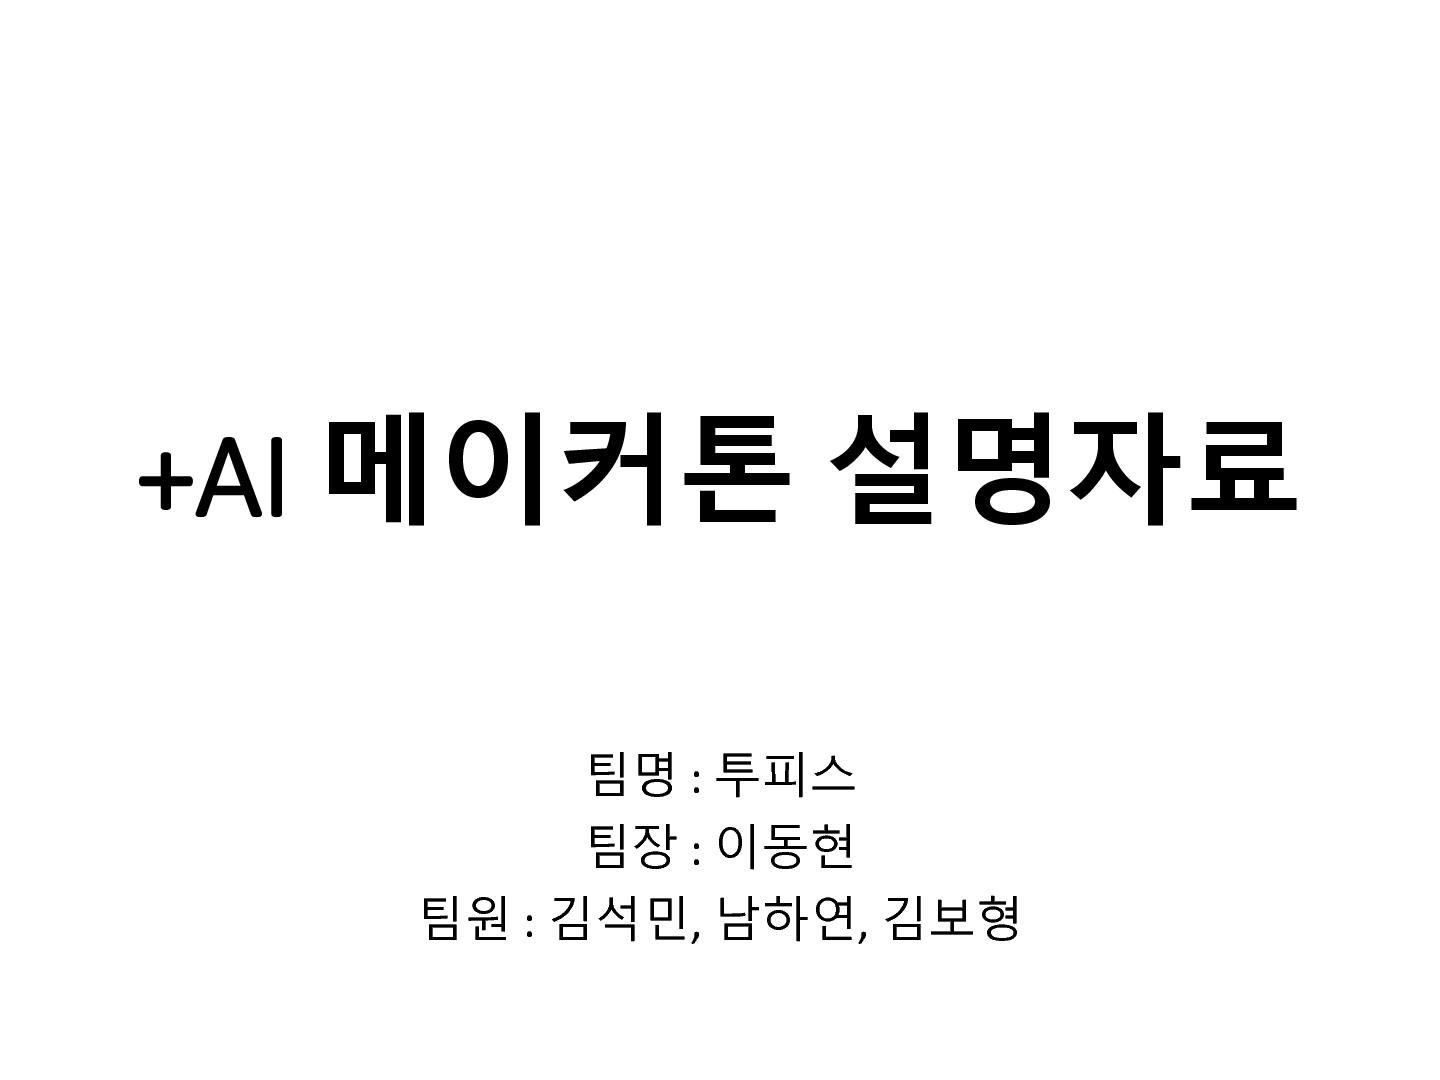 +AI 메이커톤 설명자료
팀명 : 투피스
팀장 : 이동현
팀원 : 김석민, 남하연, 김보형